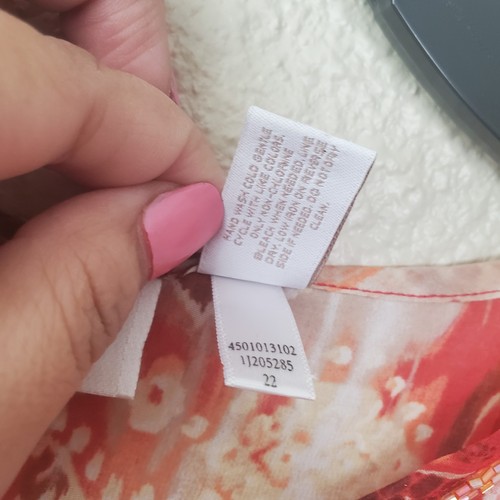 HAND WASH COLD GENTLE
CYCLE WITH LIKE COLORS.
ONLY NON-CHLORINE
BLEACH WHEN NEEDED. LINE
DRY. LOW IRON ON REVERSE
SIDE IF NEEDED. DO NOT DRY
CLEAN.
4501013102
1J205285
22